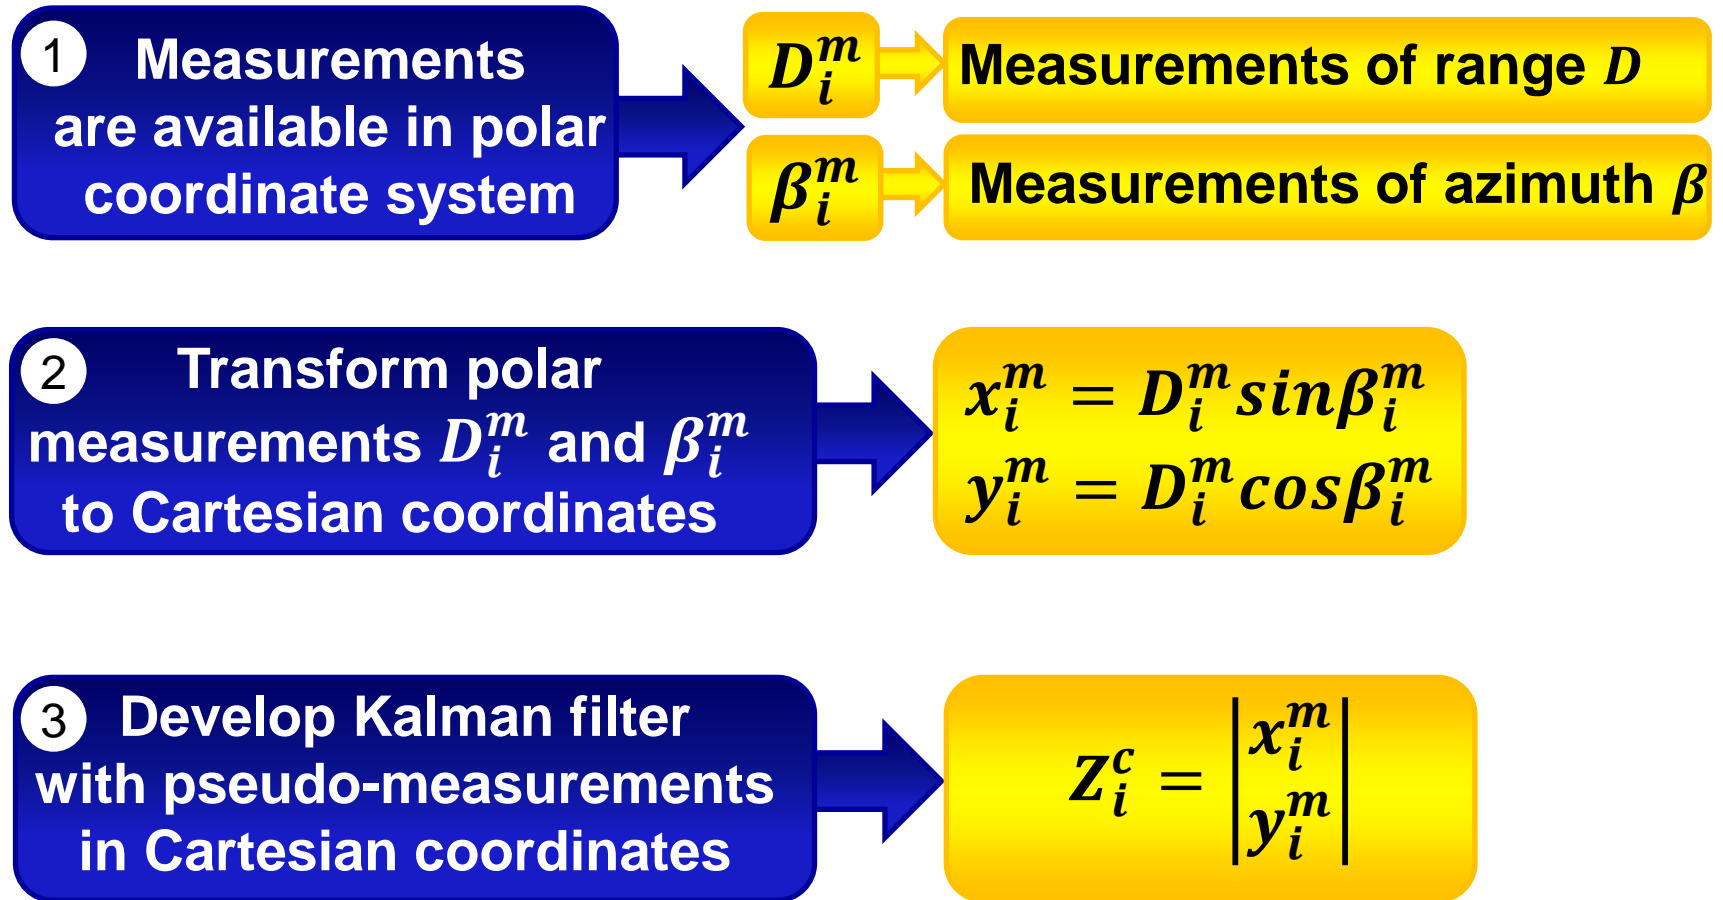 1 Measurements
are available in polar
coordinate system
D_i^m Measurements of range D
β_i^m Measurements of azimuth β
2 Transform polar
measurements D_i^m and β_i^m
to Cartesian coordinates
x_i^m = D_i^m sinβ_i^m
y_i^m = D_i^m cosβ_i^m
3 Develop Kalman filter
with pseudo-measurements
in Cartesian coordinates
Z_i^c = |x_i^m|
|y_i^m|